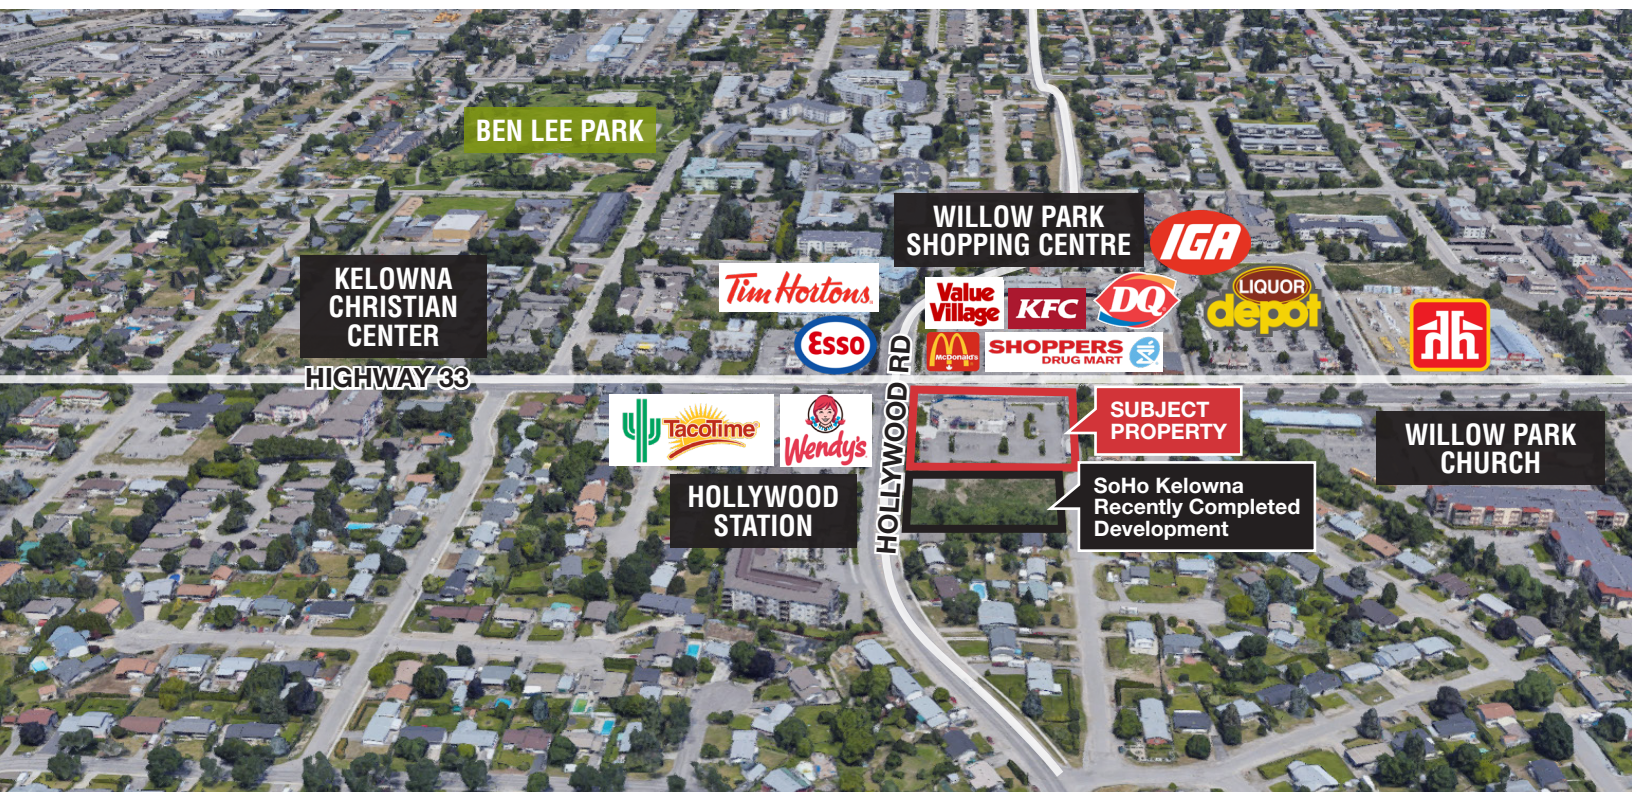 BEN LEE PARK
WILLOW PARK
SHOPPING CENTRE
IGA
KELOWNA
CHRISTIAN
CENTER
Tim Hortons.
Value
Village
KFC
DQ
LIQUOR
depot
Esso
McDonald's
SHOPPERS
DRUG MART
HIGHWAY 33
HOLLYWOOD RD
TacoTime
Wendy's
SUBJECT
PROPERTY
WILLOW PARK
CHURCH
HOLLYWOOD
STATION
SoHo Kelowna
Recently Completed
Development